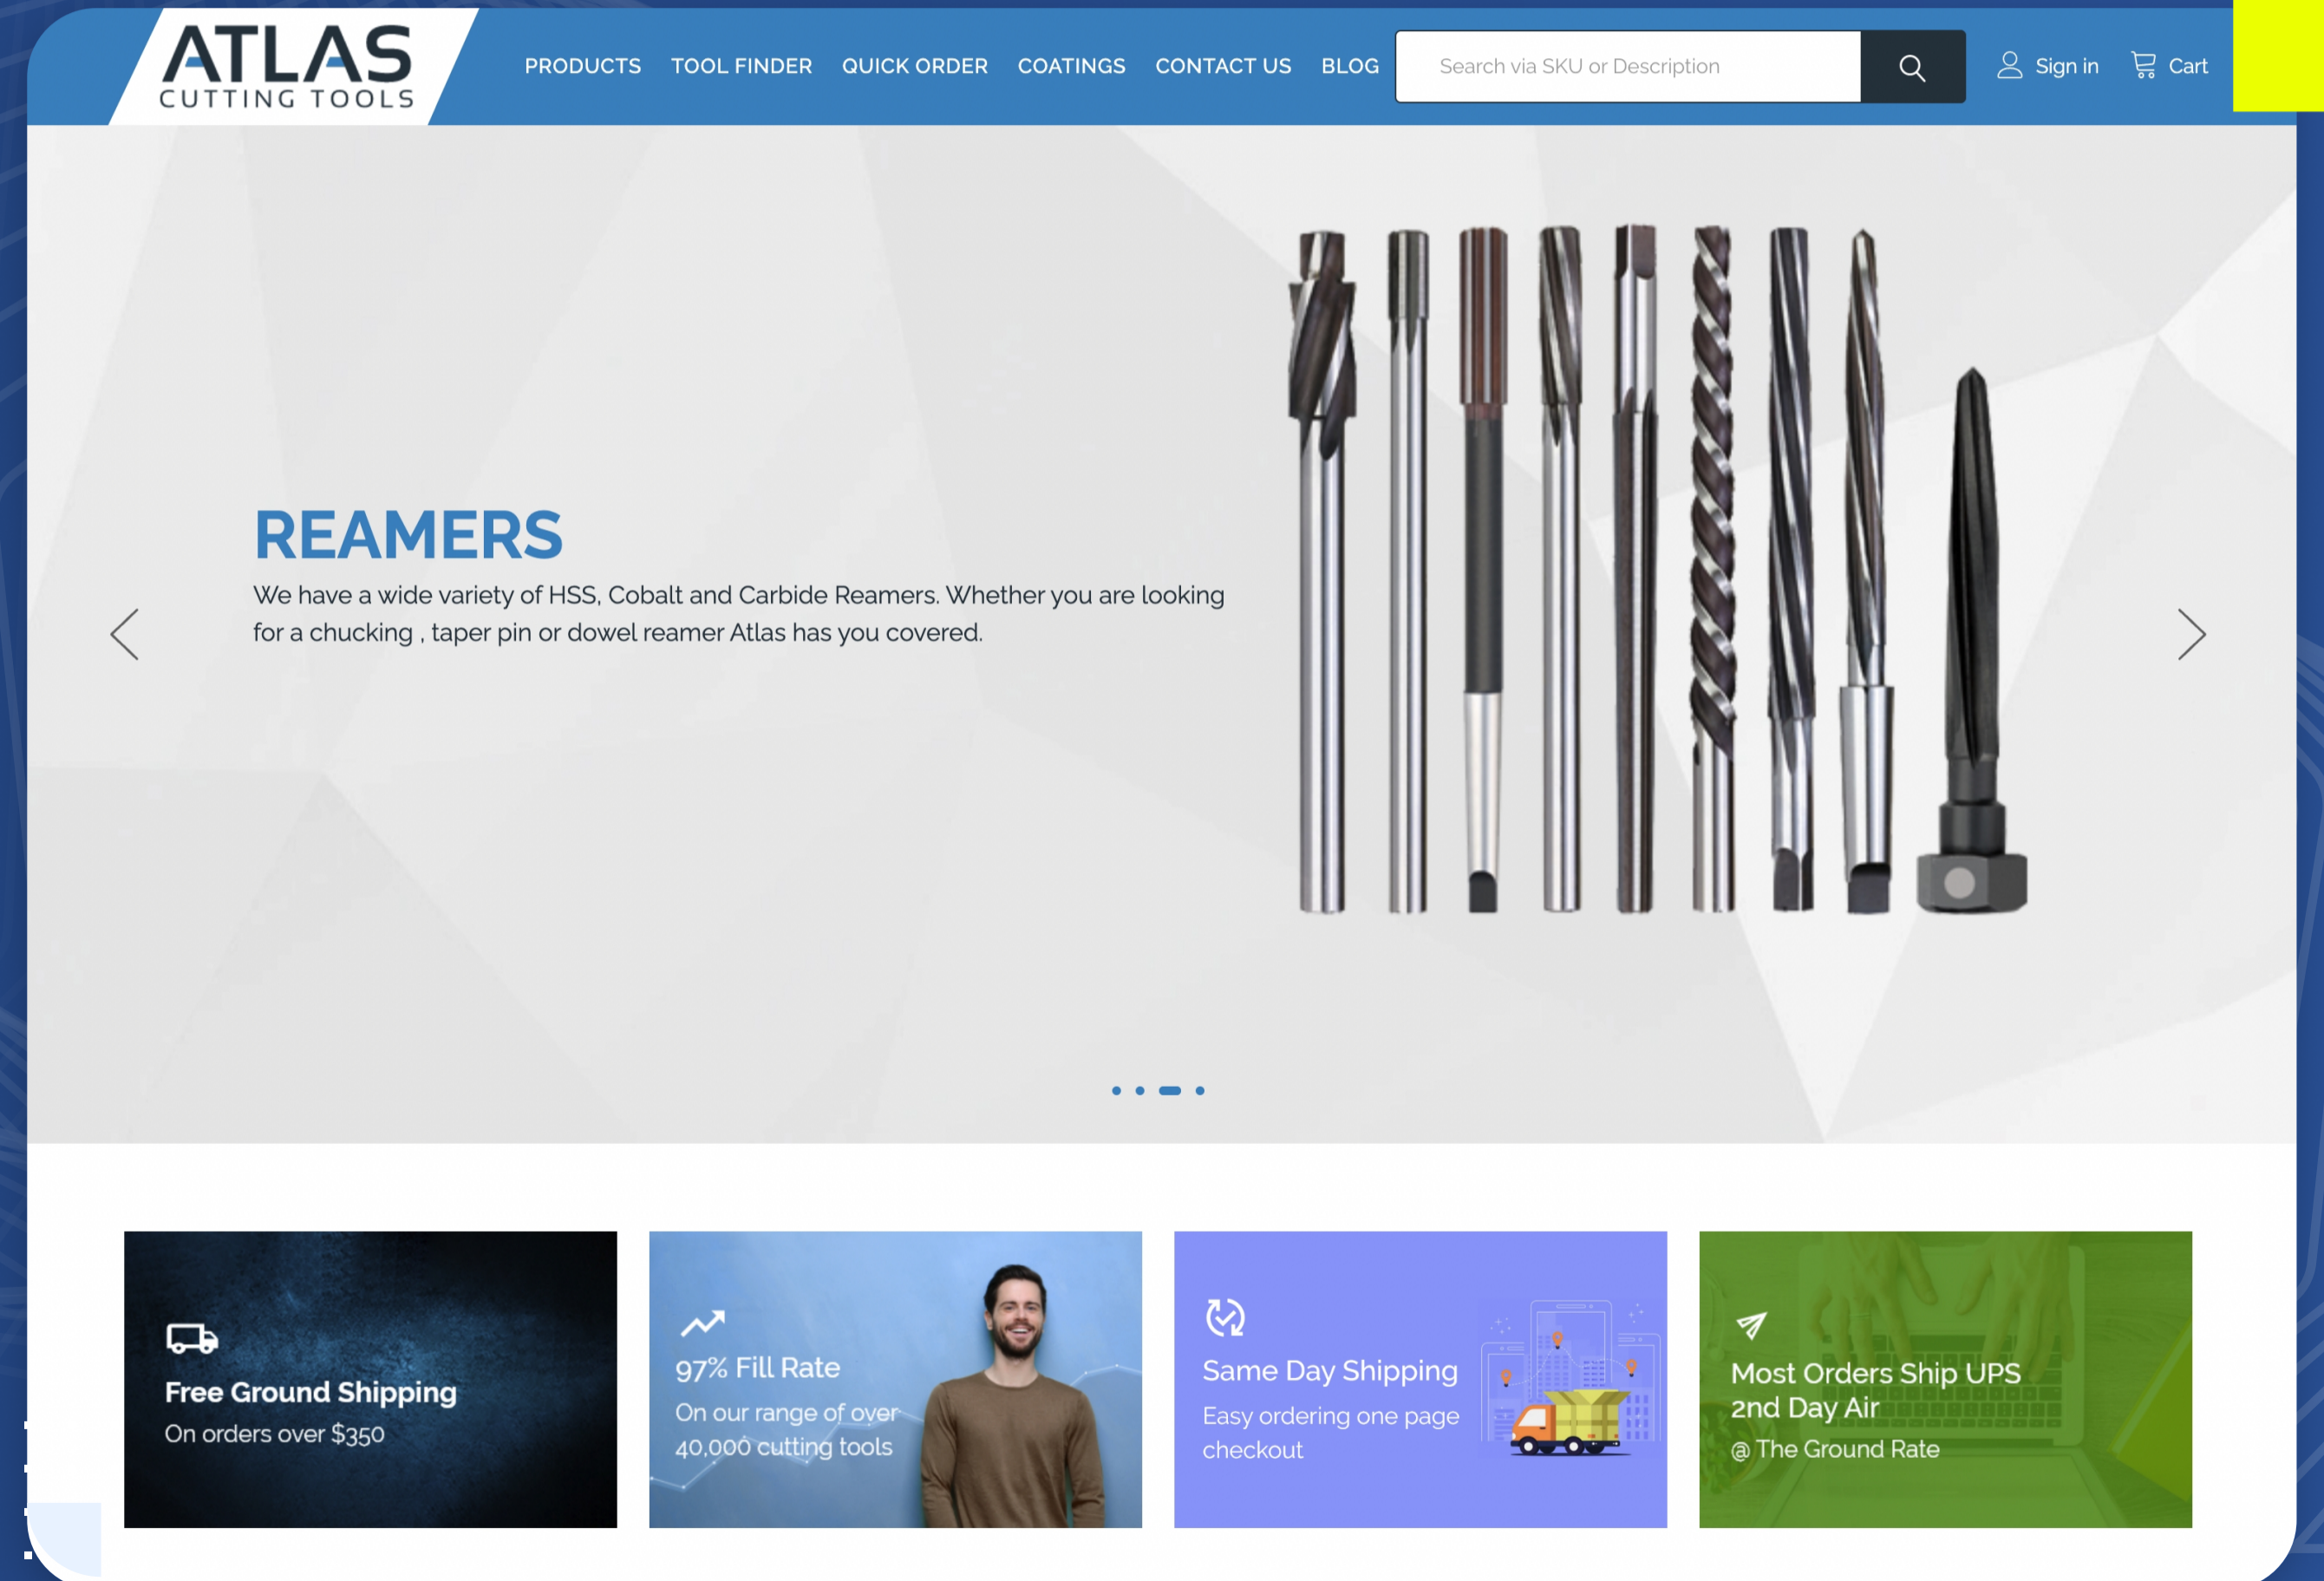 ATLAS
CUTTING TOOLS
PRODUCTS TOOL FINDER QUICK ORDER COATINGS CONTACT US BLOG
Search via SKU or Description
Sign in
Cart
REAMERS
We have a wide variety of HSS, Cobalt and Carbide Reamers. Whether you are looking
for a chucking , taper pin or dowel reamer Atlas has you covered.
Free Ground Shipping
On orders over $350
97% Fill Rate
On our range of over
40,000 cutting tools
Same Day Shipping
Easy ordering one page
checkout
Most Orders Ship UPS
2nd Day Air
@ The Ground Rate